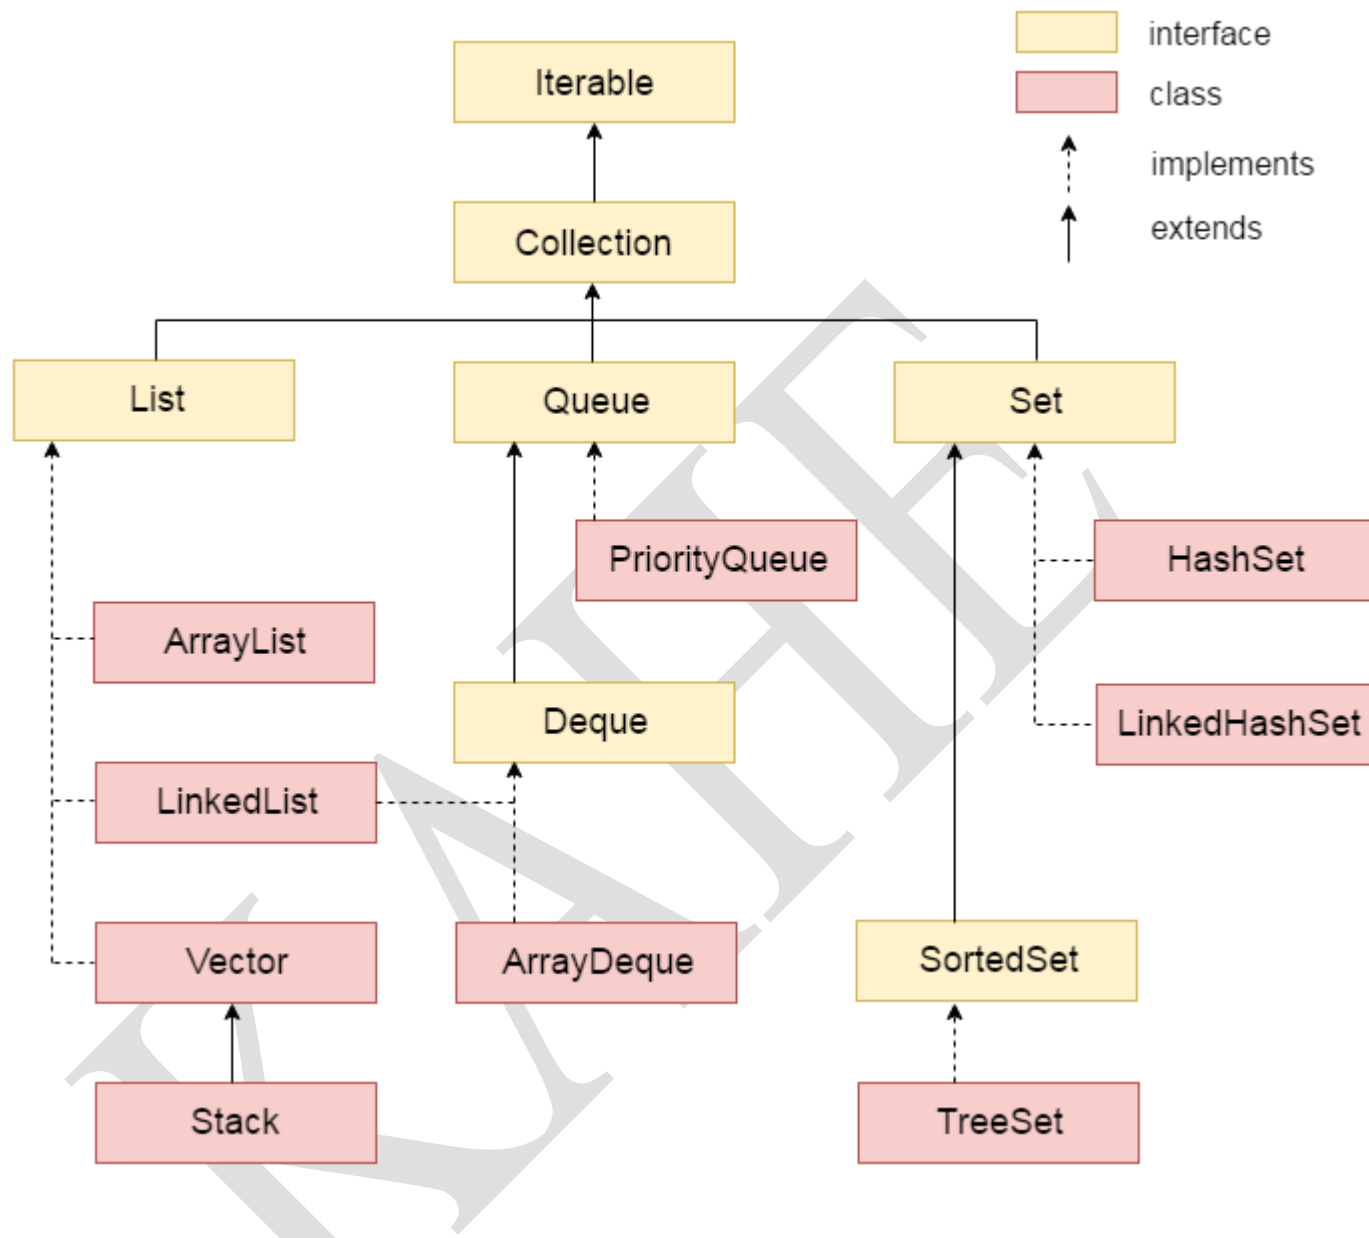 interface
Iterable
class
implements
extends
Collection
List
Queue
Set
PriorityQueue
HashSet
ArrayList
Deque
LinkedHashSet
LinkedList
Vector
ArrayDeque
SortedSet
Stack
TreeSet
KAHE